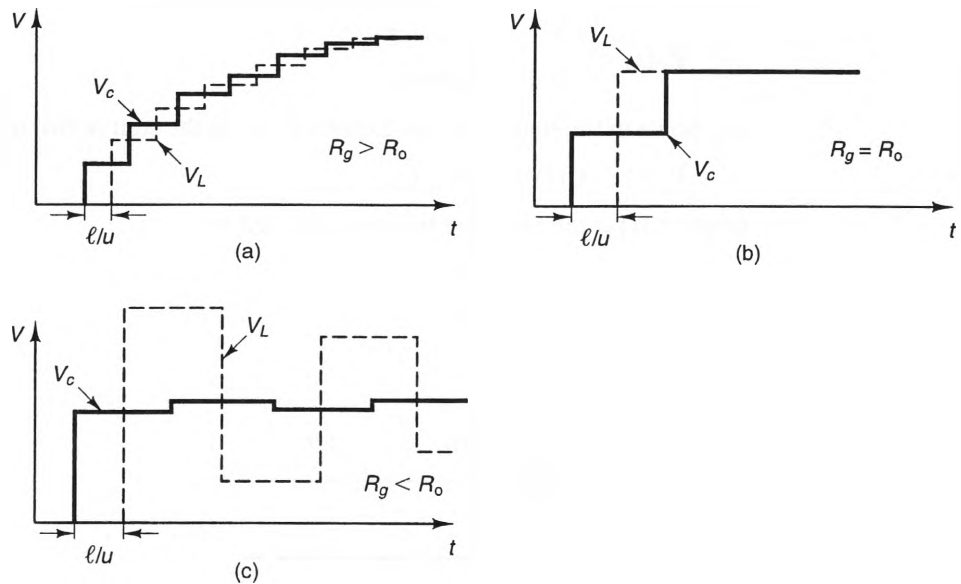 V
V_c
V_L
R_g > R_o
ℓ/u
t
(a)
V
V_L
V_c
R_g = R_o
ℓ/u
t
(b)
V
V_c
V_L
R_g < R_o
ℓ/u
t
(c)